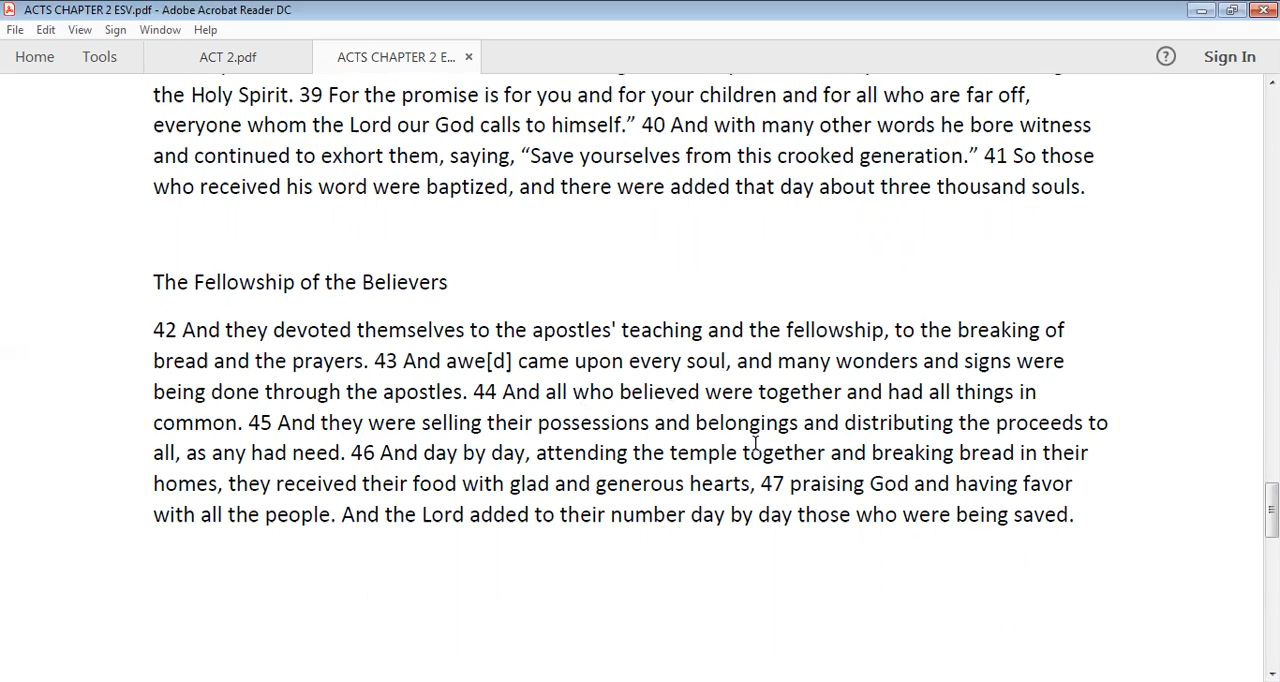 ACTS CHAPTER 2 ESV.pdf - Adobe Acrobat Reader DC
File Edit View Sign Window Help
Home Tools ACT 2.pdf ACTS CHAPTER 2 E... × ? Sign In
the Holy Spirit. 39 For the promise is for you and for your children and for all who are far off,
everyone whom the Lord our God calls to himself.” 40 And with many other words he bore witness
and continued to exhort them, saying, “Save yourselves from this crooked generation.” 41 So those
who received his word were baptized, and there were added that day about three thousand souls.
The Fellowship of the Believers
42 And they devoted themselves to the apostles' teaching and the fellowship, to the breaking of
bread and the prayers. 43 And awe[d] came upon every soul, and many wonders and signs were
being done through the apostles. 44 And all who believed were together and had all things in
common. 45 And they were selling their possessions and belongings and distributing the proceeds to
all, as any had need. 46 And day by day, attending the temple together and breaking bread in their
homes, they received their food with glad and generous hearts, 47 praising God and having favor
with all the people. And the Lord added to their number day by day those who were being saved.